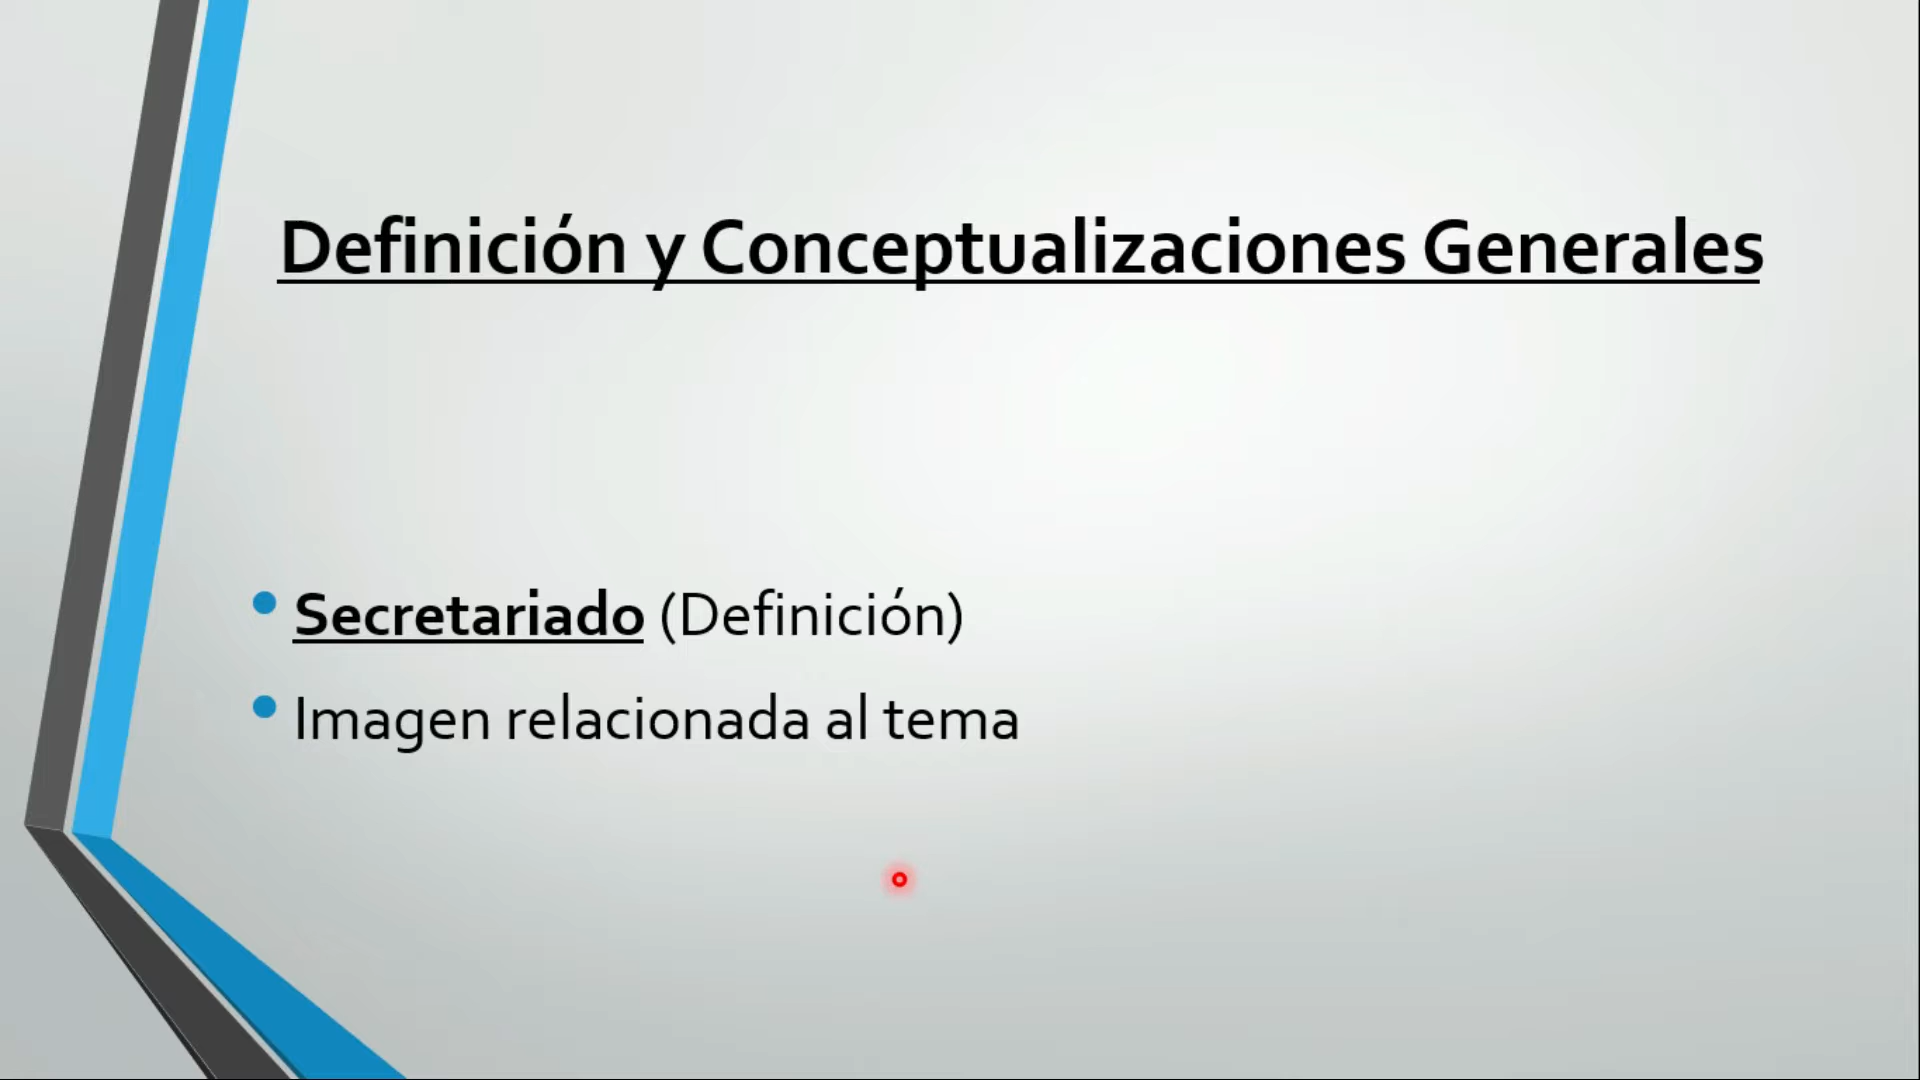 Definición y Conceptualizaciones Generales
Secretariado (Definición)
Imagen relacionada al tema